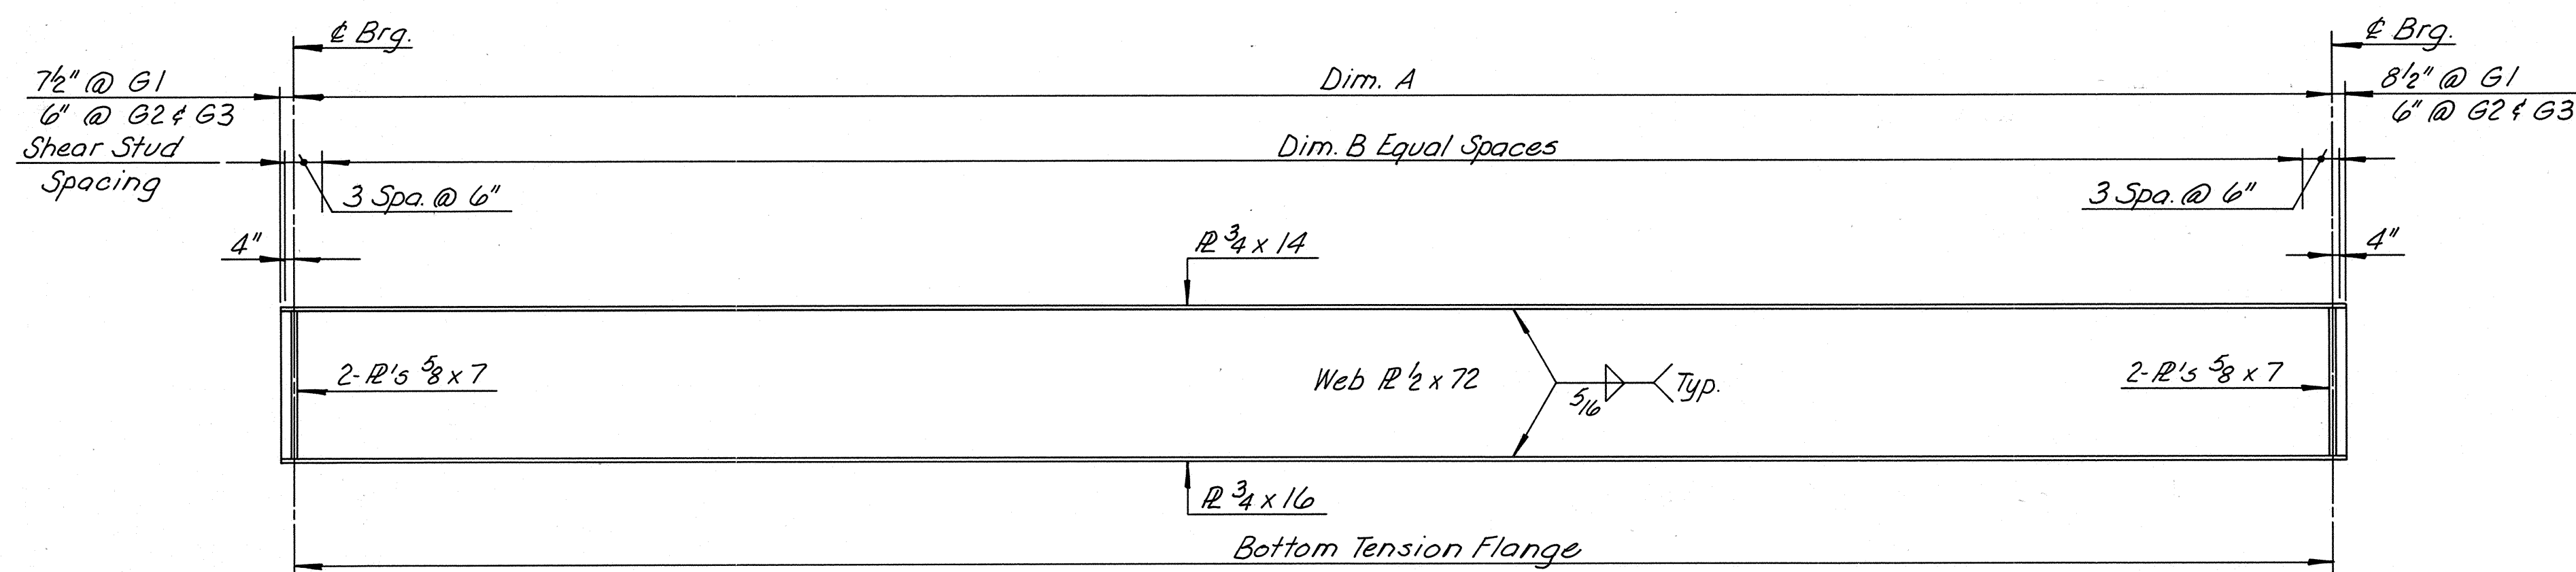 ℄ Brg.
℄ Brg.
7½" @ G1
6" @ G2 & G3
Dim. A
8½" @ G1
6" @ G2 & G3
Shear Stud
Spacing
Dim. B Equal Spaces
3 Spa. @ 6"
3 Spa. @ 6"
4"
℞ ¾ x 14
4"
2-℞'s ⅝ x 7
Web ℞ ½ x 72
5/16
Typ.
2-℞'s ⅝ x 7
℞ ¾ x 16
Bottom Tension Flange